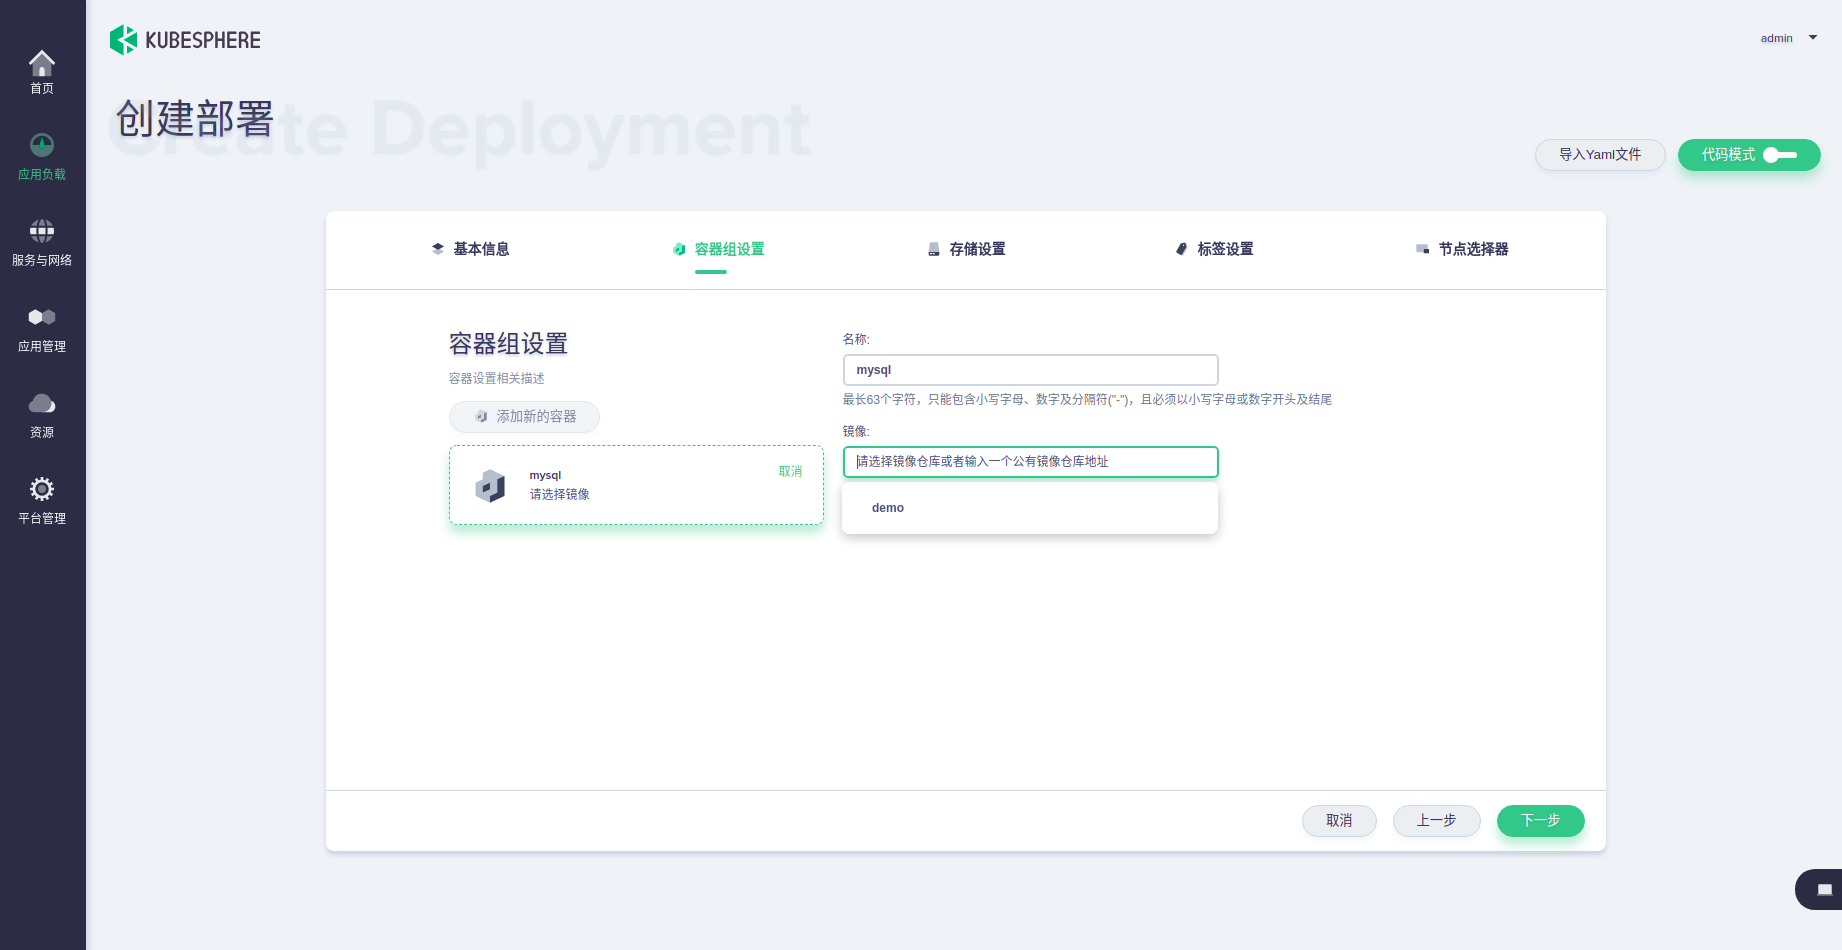 KUBESPHERE
admin
首页
应用负载
服务与网络
应用管理
资源
平台管理
Create Deployment
创建部署
导入Yaml文件
代码模式
基本信息
容器组设置
存储设置
标签设置
节点选择器
容器组设置
容器设置相关描述
添加新的容器
mysql
请选择镜像
取消
名称:
mysql
最长63个字符，只能包含小写字母、数字及分隔符("-")，且必须以小写字母或数字开头及结尾
镜像:
请选择镜像仓库或者输入一个公有镜像仓库地址
demo
取消
上一步
下一步